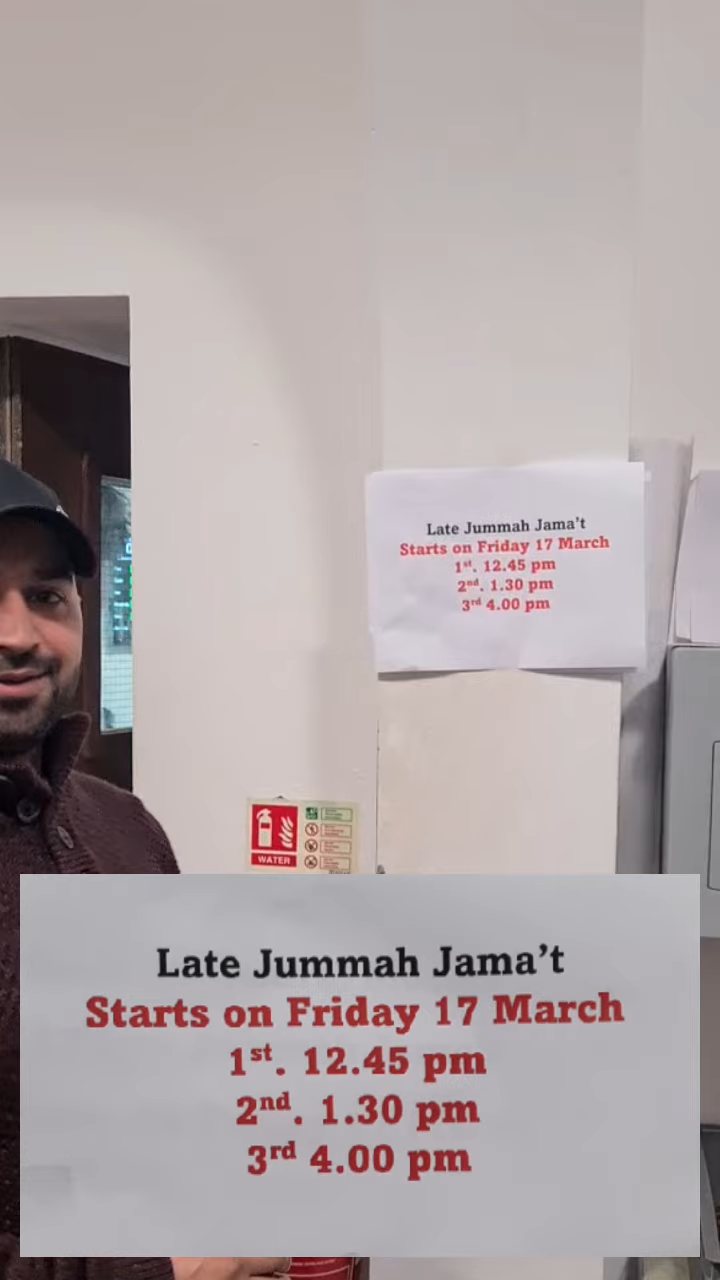 Late Jummah Jama't
Starts on Friday 17 March
1st. 12.45 pm
2nd. 1.30 pm
3rd 4.00 pm
WATER
Late Jummah Jama't
Starts on Friday 17 March
1st. 12.45 pm
2nd. 1.30 pm
3rd 4.00 pm